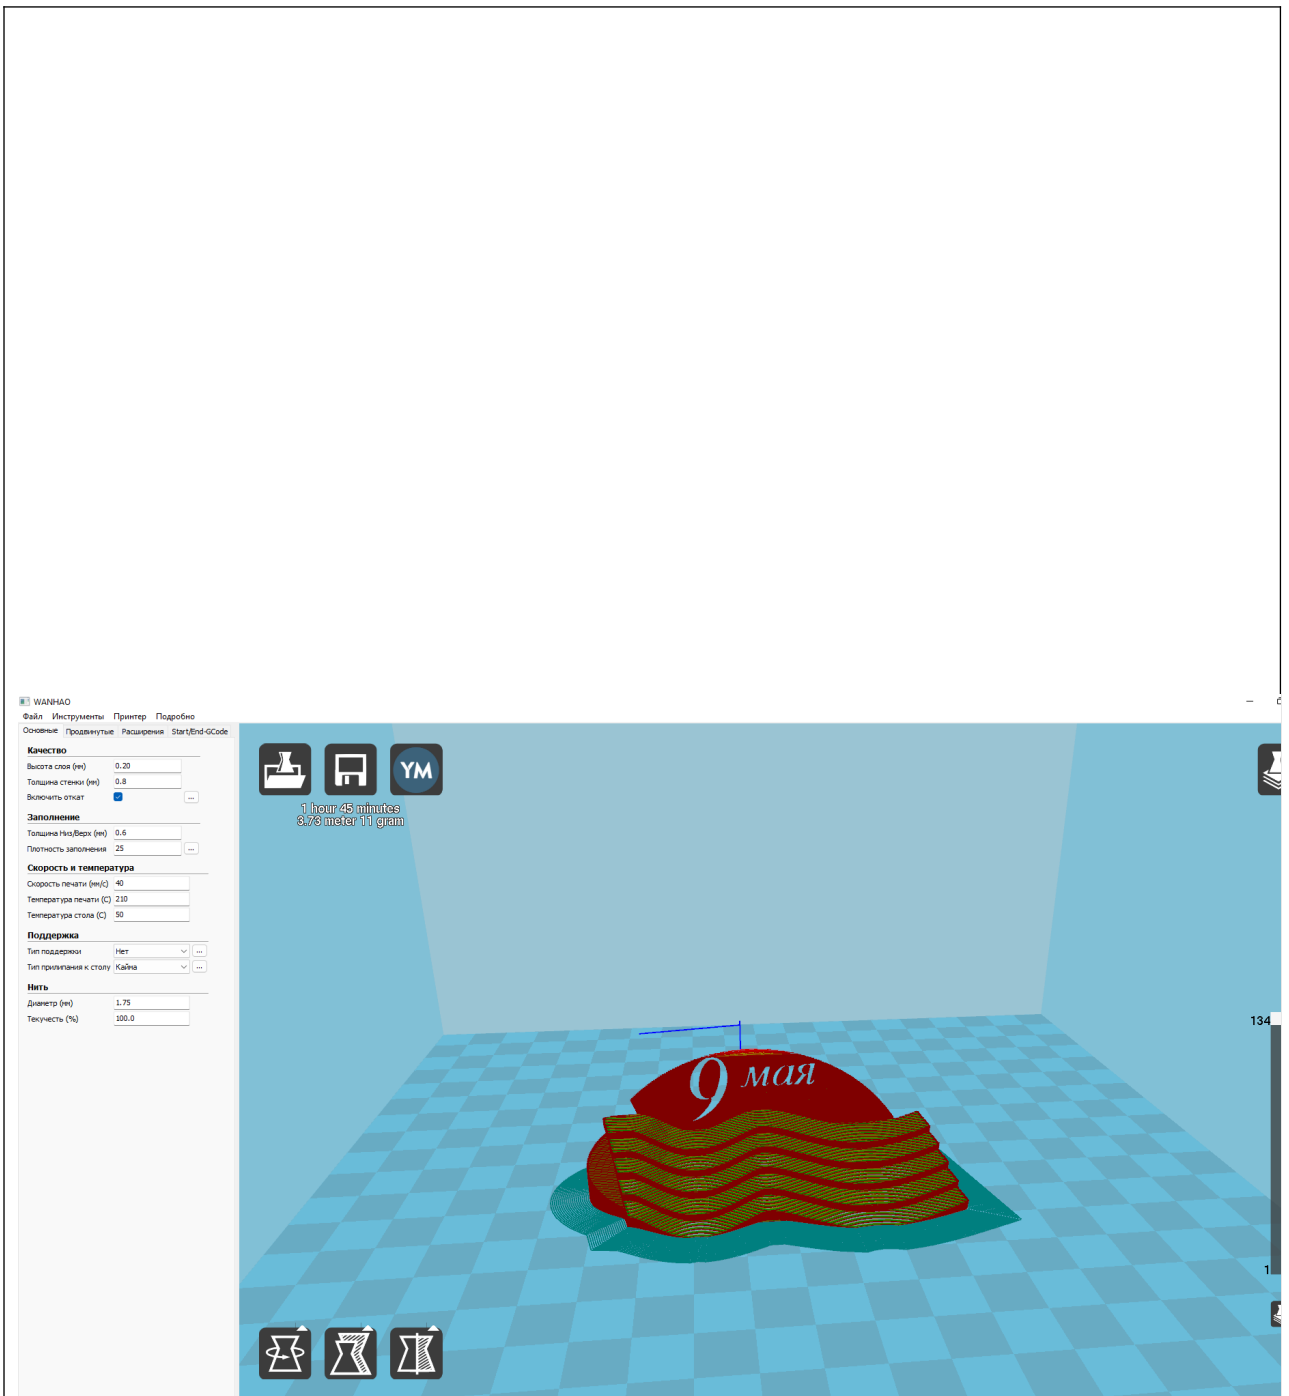 WANHAO
Файл Инструменты Принтер Подробно
Основные Продвинутые Расширения Start/End-GCode
Качество
Высота слоя (мм) 0.20
Толщина стенки (мм) 0.8
Включить откат ...
Заполнение
Толщина Низ/Верх (мм) 0.6
Плотность заполнения 25 ...
Скорость и температура
Скорость печати (мм/с) 40
Температура печати (C) 210
Температура стола (C) 50
Поддержка
Тип поддержки Нет ...
Тип прилипания к столу Кайма ...
Нить
Диаметр (мм) 1.75
Текучесть (%) 100.0
YM
1 hour 45 minutes
3.73 meter 11 gram
9 мая
134
1